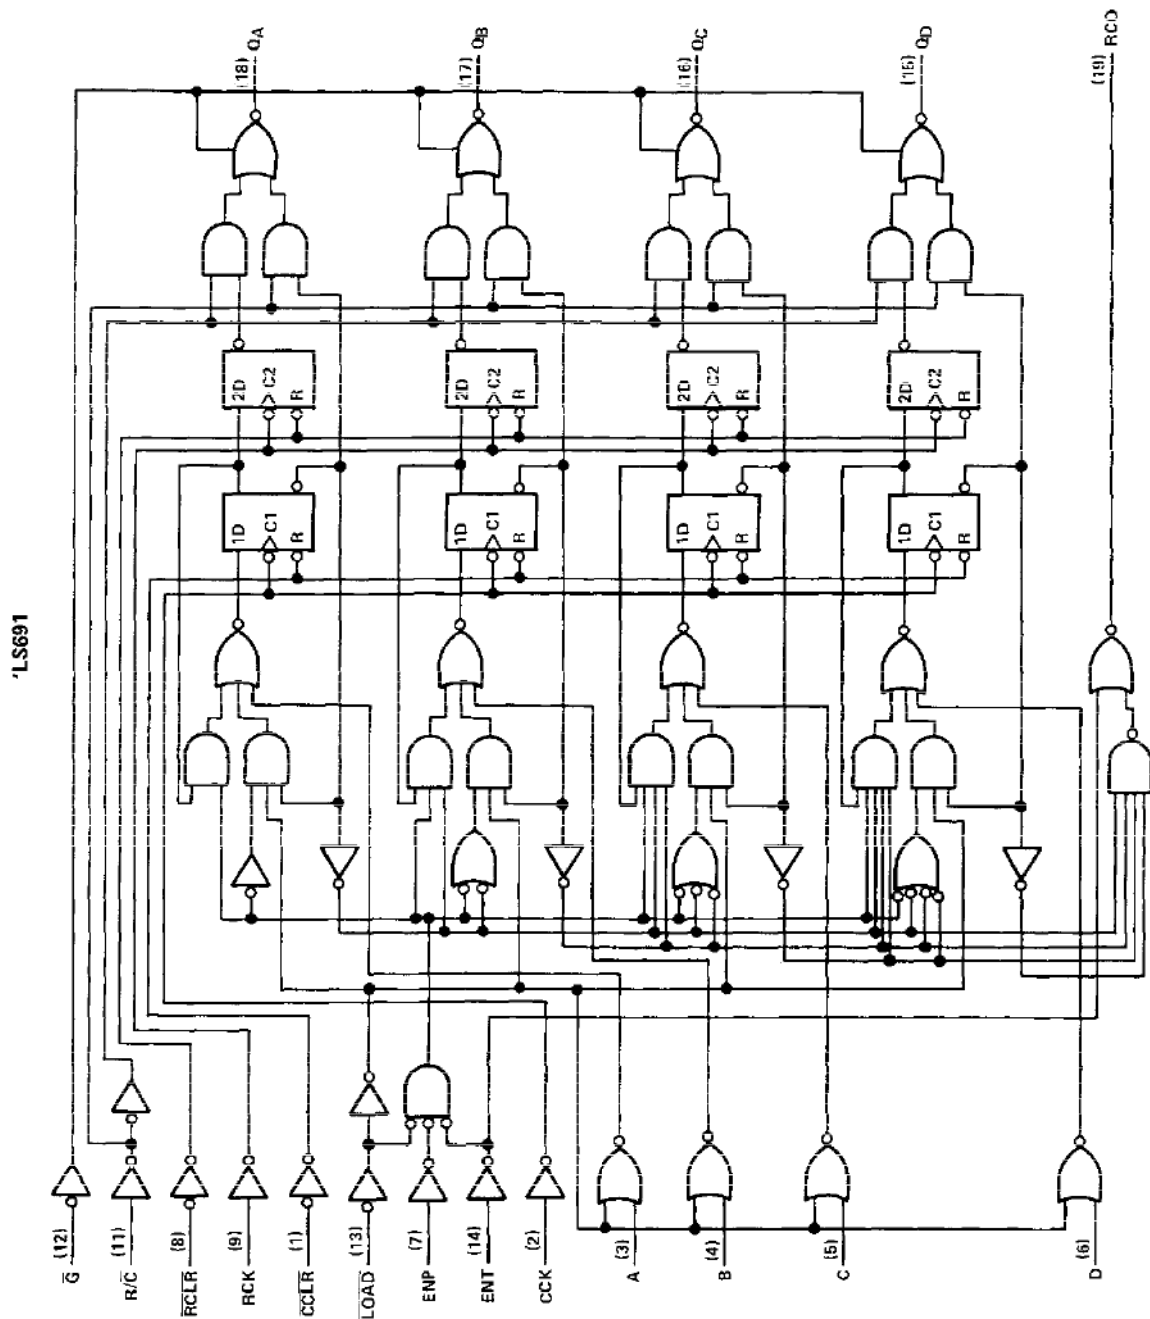 'LS691
G (12)
R/C (11)
RCLR (8)
RCK (9)
CCLR (1)
LOAD (13)
ENP (7)
ENT (14)
CCK (2)
A (3)
B (4)
C (5)
D (6)
1D C1 R
2D C2 R
(18) QA
1D C1 R
2D C2 R
(17) QB
1D C1 R
2D C2 R
(16) QC
1D C1 R
2D C2 R
(15) QD
(19) RCO